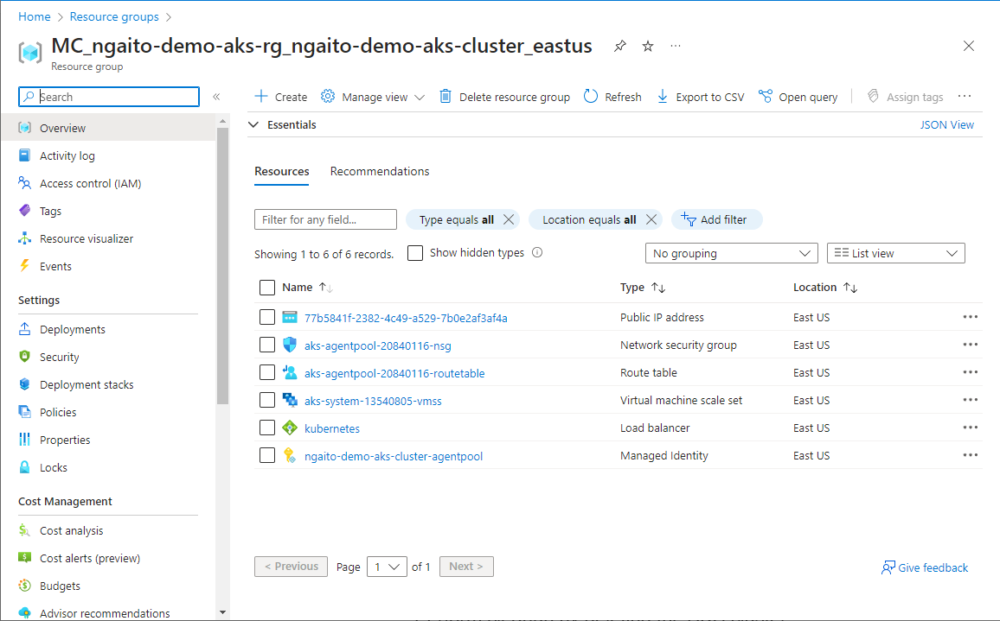 Home > Resource groups >
MC_ngaito-demo-aks-rg_ngaito-demo-aks-cluster_eastus
Resource group
Search
Create Manage view Delete resource group Refresh Export to CSV Open query Assign tags
Overview
Activity log
Access control (IAM)
Tags
Resource visualizer
Events
Settings
Deployments
Security
Deployment stacks
Policies
Properties
Locks
Cost Management
Cost analysis
Cost alerts (preview)
Budgets
Advisor recommendations
Essentials JSON View
Resources Recommendations
Filter for any field... Type equals all Location equals all Add filter
Showing 1 to 6 of 6 records. Show hidden types No grouping List view
Name Type Location
77b5841f-2382-4c49-a529-7b0e2af3af4a Public IP address East US
aks-agentpool-20840116-nsg Network security group East US
aks-agentpool-20840116-routetable Route table East US
aks-system-13540805-vmss Virtual machine scale set East US
kubernetes Load balancer East US
ngaito-demo-aks-cluster-agentpool Managed Identity East US
< Previous Page 1 of 1 Next > Give feedback